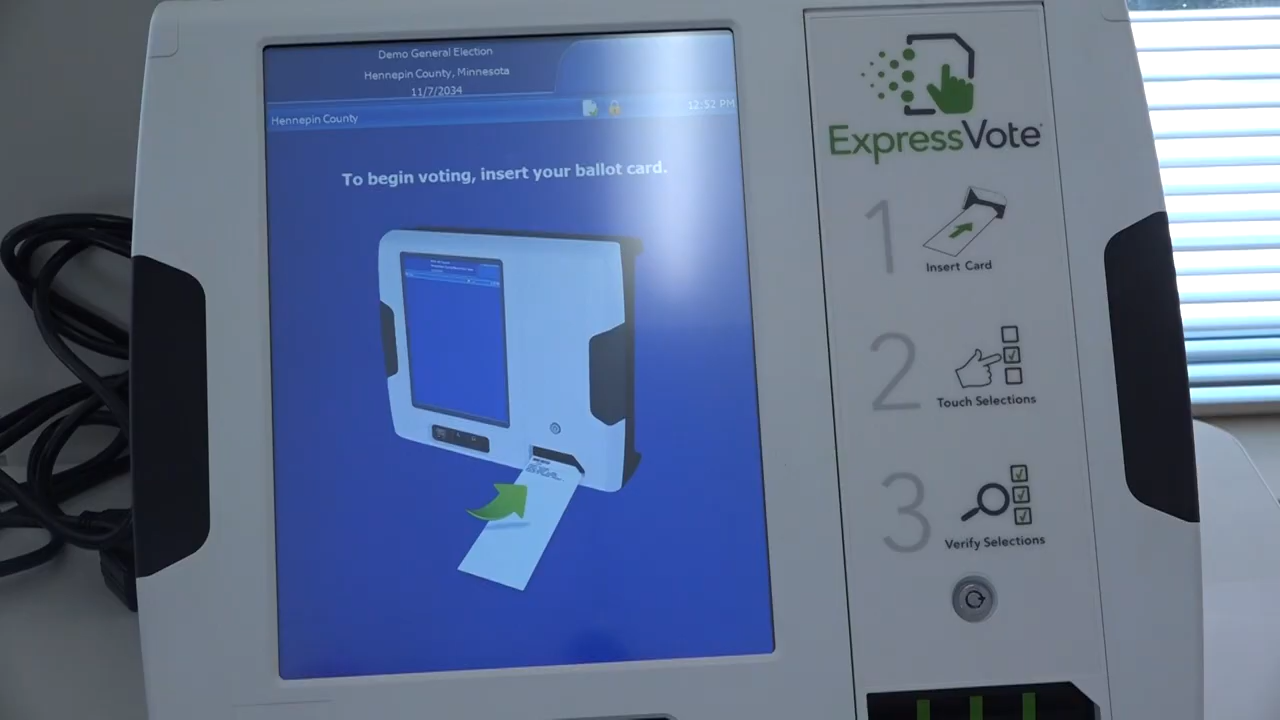 Demo General Election
Hennepin County, Minnesota
11/7/2034
Hennepin County
12:52 PM
To begin voting, insert your ballot card.
ExpressVote
1
Insert Card
2
Touch Selections
3
Verify Selections